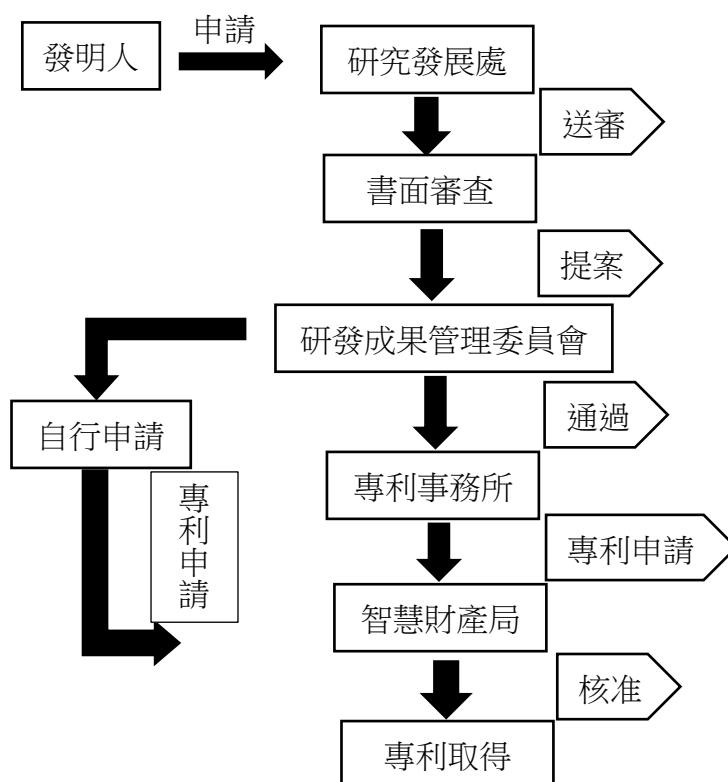 發明人
申請
研究發展處
送審
書面審查
提案
研發成果管理委員會
自行申請
通過
專利事務所
專利申請
專利申請
智慧財產局
核准
專利取得